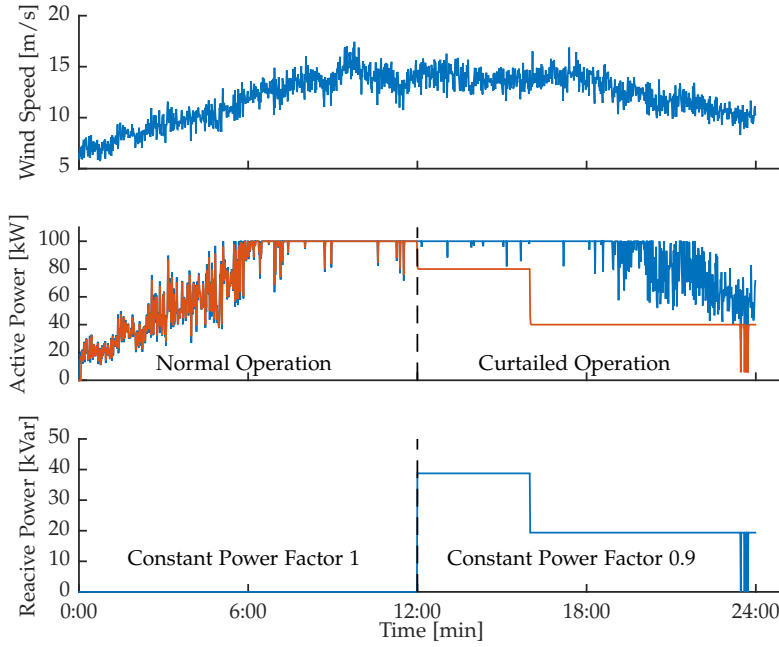 Wind Speed [m/s]
20
15
10
5
Active Power [kW]
100
80
60
40
20
0
Normal Operation
Curtailed Operation
Reacive Power [kVar]
50
40
30
20
10
0
Constant Power Factor 1
Constant Power Factor 0.9
0:00
6:00
12:00
18:00
24:00
Time [min]